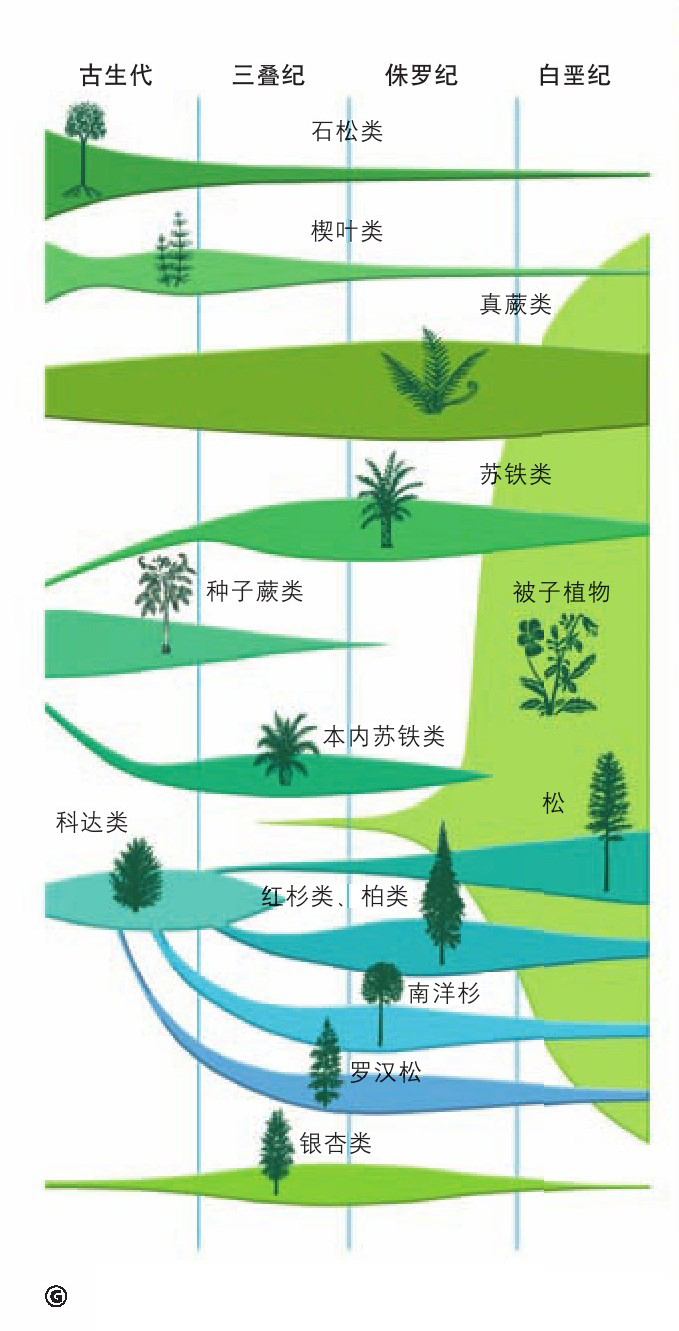 古生代 三叠纪 侏罗纪 白垩纪
石松类
楔叶类
真蕨类
苏铁类
种子蕨类
被子植物
本内苏铁类
松
科达类
红杉类、柏类
南洋杉
罗汉松
银杏类
G